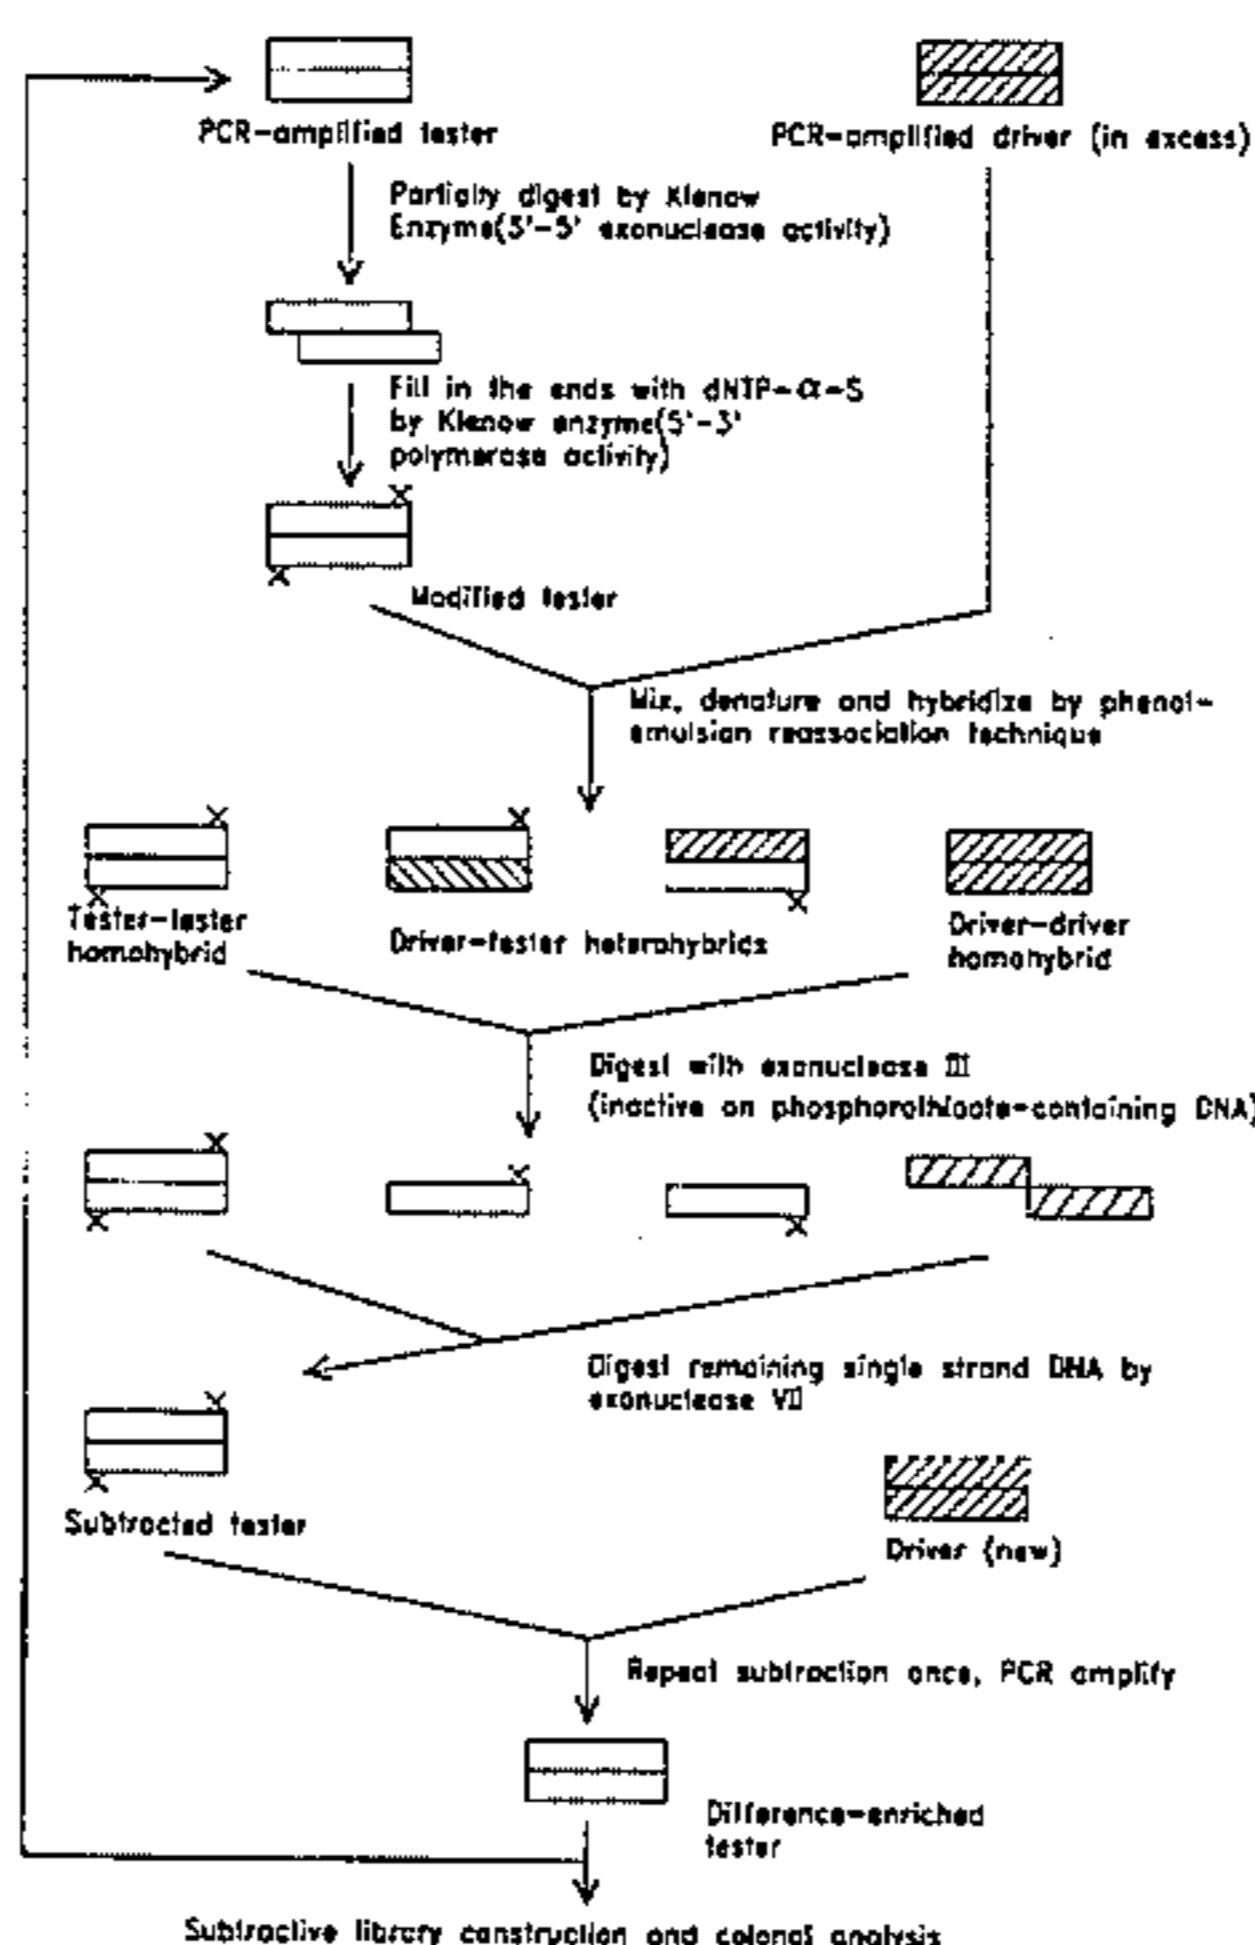 PCR-amplified tester
PCR-amplified driver (in excess)
Partially digest by Klenow
Enzyme(3'-5' exonuclease activity)
Fill in the ends with dNTP-α-S
by Klenow enzyme(5'-3'
polymerase activity)
Modified tester
Mix, denature and hybridize by phenol-
emulsion reassociation technique
Tester-tester
homohybrid
Driver-tester heterohybrids
Driver-driver
homohybrid
Digest with exonuclease III
(inactive on phosphorothioate-containing DNA)
Digest remaining single strand DNA by
exonuclease VII
Subtracted tester
Driver (new)
Repeat subtraction once, PCR amplify
Difference-enriched
tester
Subtractive library construction and colonal analysis